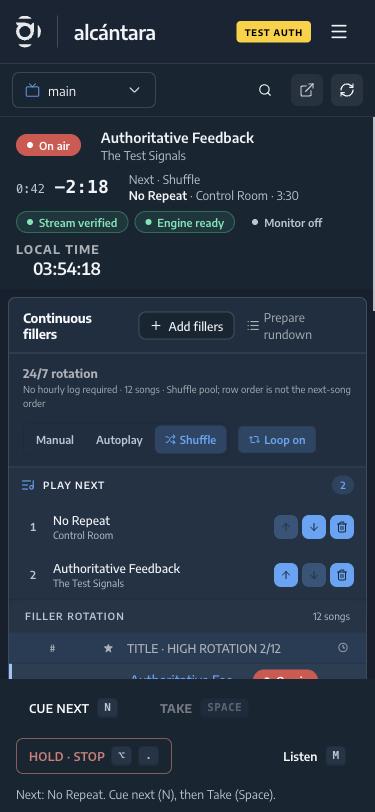 alcántara
TEST AUTH
main
On air
Authoritative Feedback
The Test Signals
0:42 −2:18
Next · Shuffle
No Repeat · Control Room · 3:30
Stream verified
Engine ready
Monitor off
LOCAL TIME
03:54:18
Continuous fillers
+ Add fillers
Prepare rundown
24/7 rotation
No hourly log required · 12 songs · Shuffle pool; row order is not the next-song
order
Manual
Autoplay
Shuffle
Loop on
PLAY NEXT
2
1
No Repeat
Control Room
2
Authoritative Feedback
The Test Signals
FILLER ROTATION
12 songs
#
TITLE · HIGH ROTATION 2/12
CUE NEXT N
TAKE SPACE
HOLD · STOP ⌥ .
Listen M
Next: No Repeat. Cue next (N), then Take (Space).